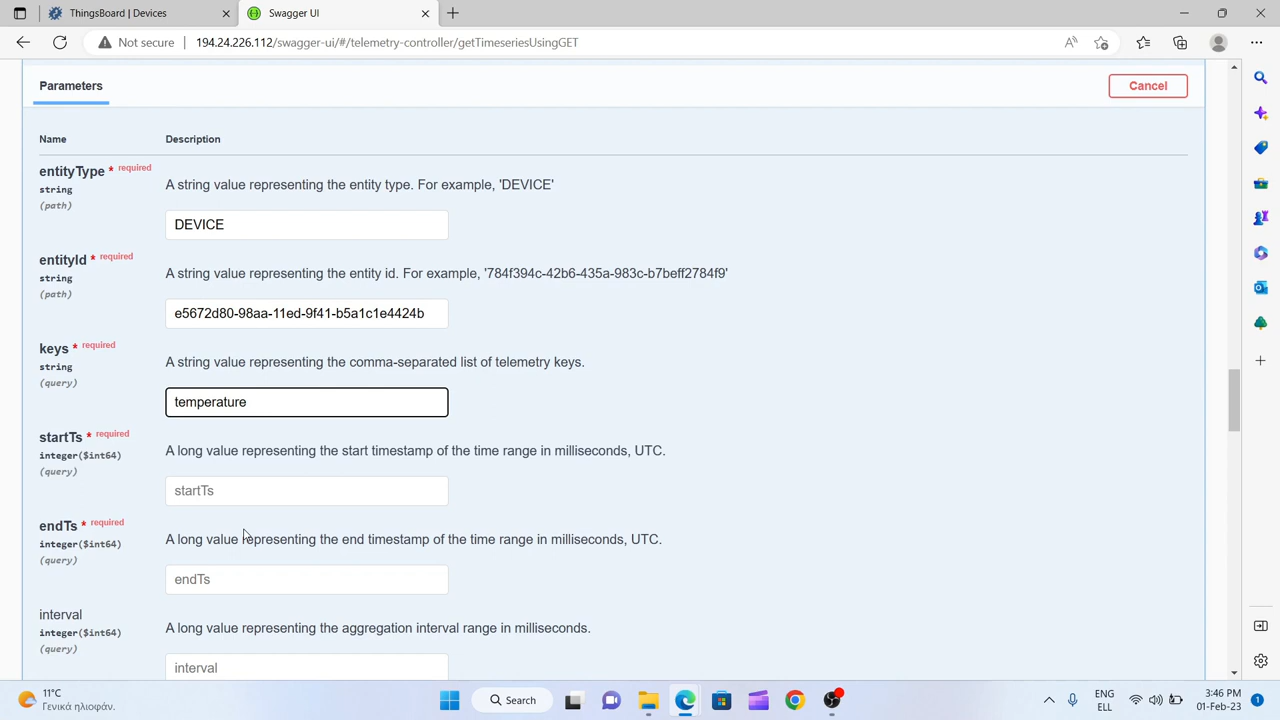 ThingsBoard | Devices
Swagger UI
Not secure
194.24.226.112/swagger-ui/#/telemetry-controller/getTimeseriesUsingGET
Parameters
Cancel
Name
Description
entityType * required
string
(path)
A string value representing the entity type. For example, 'DEVICE'
DEVICE
entityId * required
string
(path)
A string value representing the entity id. For example, '784f394c-42b6-435a-983c-b7beff2784f9'
e5672d80-98aa-11ed-9f41-b5a1c1e4424b
keys * required
string
(query)
A string value representing the comma-separated list of telemetry keys.
temperature
startTs * required
integer($int64)
(query)
A long value representing the start timestamp of the time range in milliseconds, UTC.
startTs
endTs * required
integer($int64)
(query)
A long value representing the end timestamp of the time range in milliseconds, UTC.
endTs
interval
integer($int64)
(query)
A long value representing the aggregation interval range in milliseconds.
interval
11°C
Γενικά ηλιοφάν.
Search
ENG
ΕΛL
3:46 PM
01-Feb-23
1